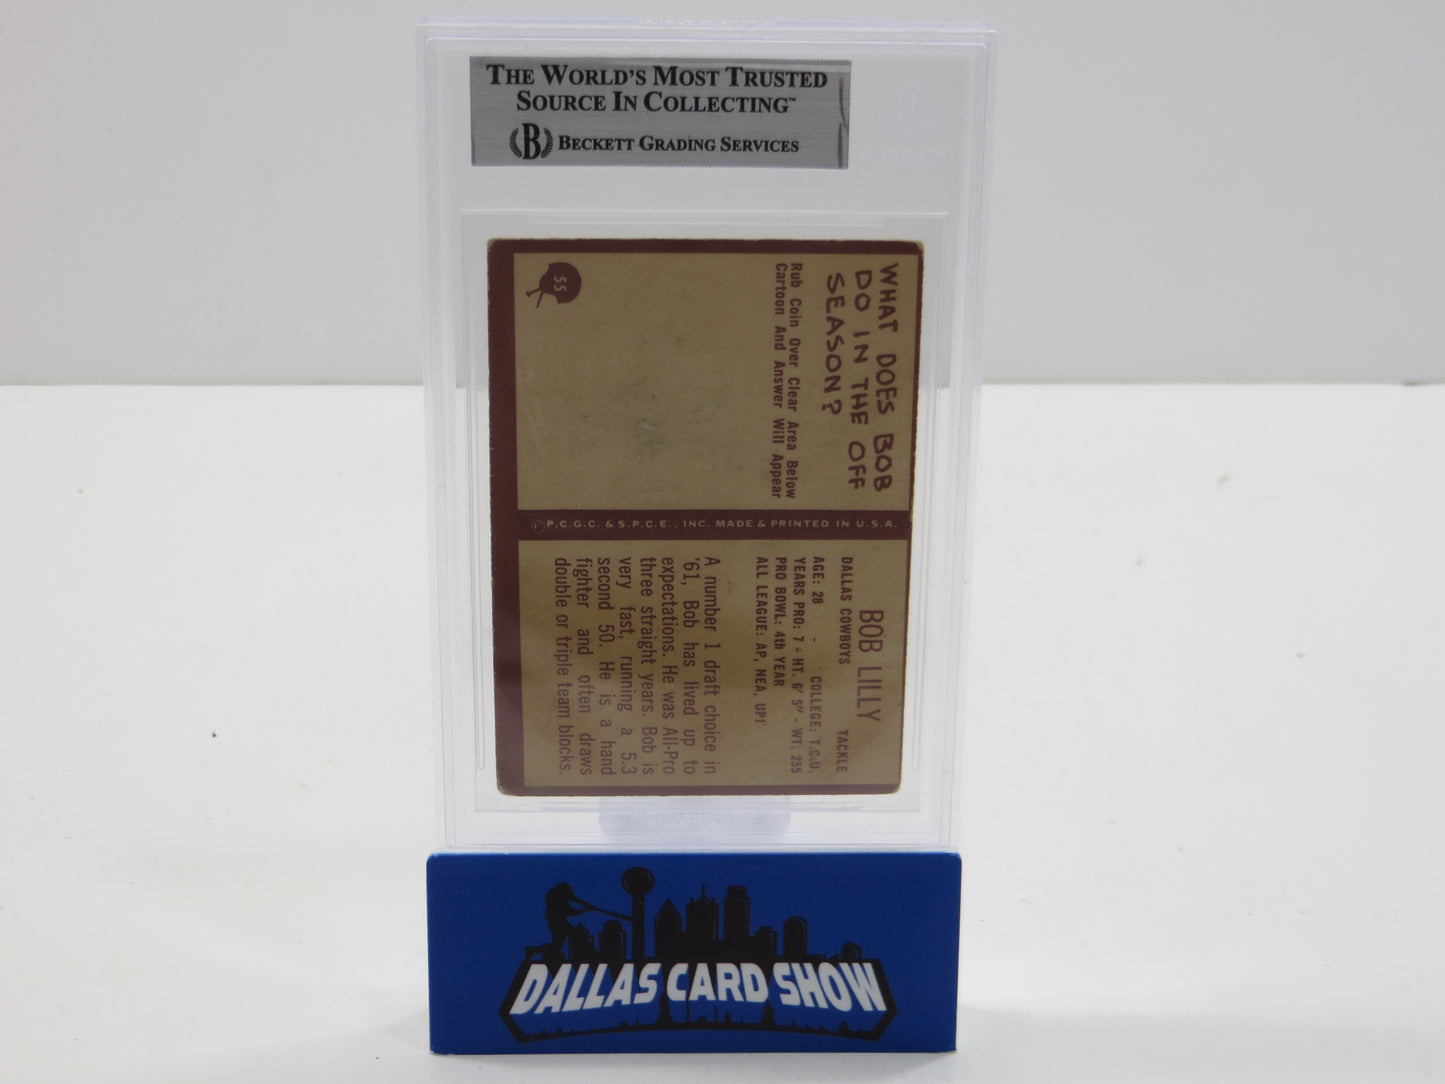 THE WORLD'S MOST TRUSTED
SOURCE IN COLLECTING™
B BECKETT GRADING SERVICES
55
WHAT DOES BOB
DO IN THE OFF
SEASON?
Rub Coin Over Clear Area Below
Cartoon And Answer Will Appear
P.C.G.C. & S.P.C.E., INC. MADE & PRINTED IN U.S.A.
BOB LILLY
DALLAS COWBOYS TACKLE
AGE: 28 - COLLEGE: T.C.U.
YEARS PRO: 7 - HT. 6' 5" - WT. 255
PRO BOWL: 4th YEAR
ALL LEAGUE: AP, NEA, UPI
A number 1 draft choice in
'61, Bob has lived up to
expectations. He was All-Pro
three straight years. Bob is
very fast, running a 5.3
second 50. He is a hand
fighter and often draws
double or triple team blocks.
DALLAS CARD SHOW